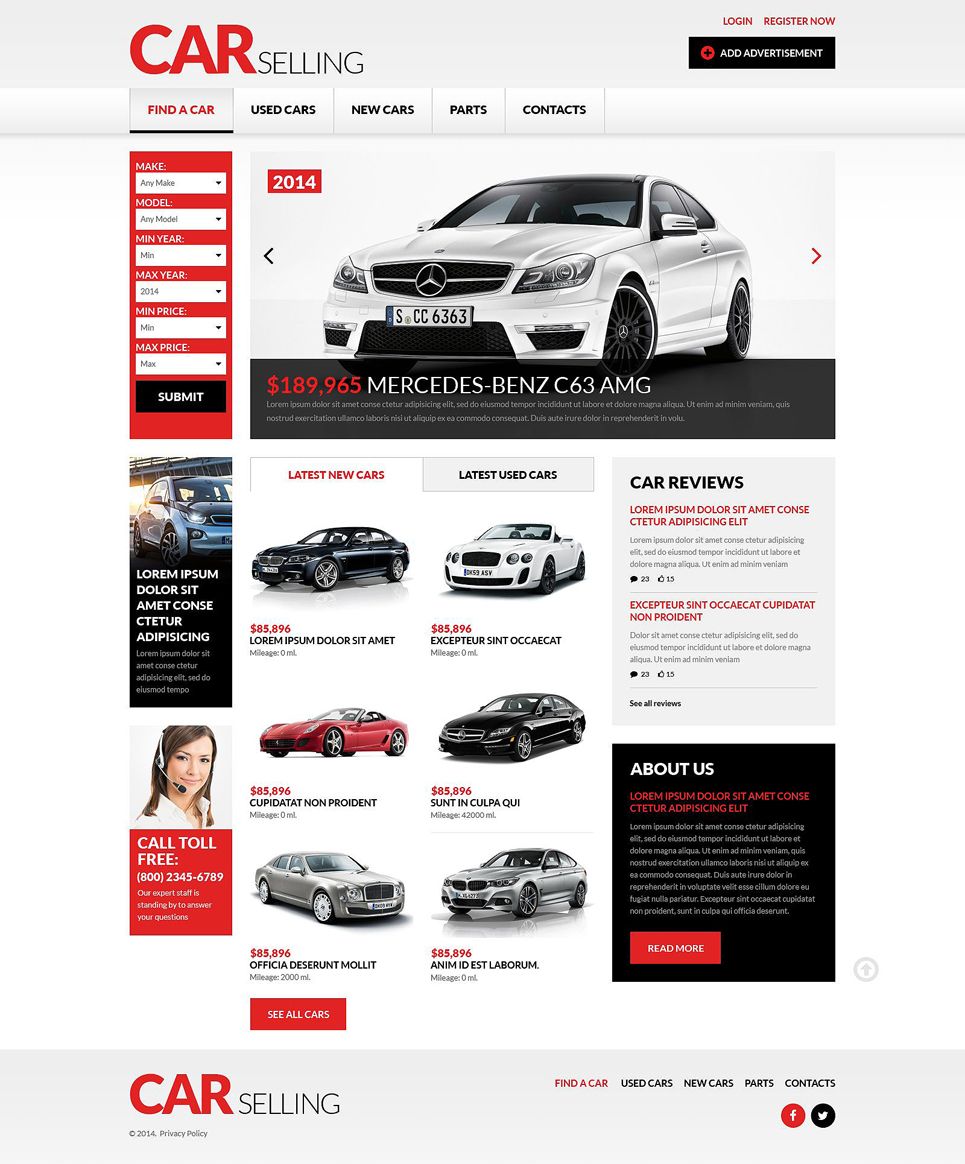 CAR SELLING
LOGIN REGISTER NOW
ADD ADVERTISEMENT
FIND A CAR USED CARS NEW CARS PARTS CONTACTS
MAKE:
Any Make
MODEL:
Any Model
MIN YEAR:
Min
MAX YEAR:
2014
MIN PRICE:
Min
MAX PRICE:
Max
SUBMIT
2014
S CC 6363
$189,965 MERCEDES-BENZ C63 AMG
Lorem ipsum dolor sit amet conse ctetur adipisicing elit, sed do eiusmod tempor incididunt ut labore et dolore magna aliqua. Ut enim ad minim veniam, quis
nostrud exercitation ullamco laboris nisi ut aliquip ex ea commodo consequat. Duis aute irure dolor in reprehenderit in volu.
LOREM IPSUM
DOLOR SIT
AMET CONSE
CTETUR
ADIPISICING
Lorem ipsum dolor sit
amet conse ctetur
adipisicing elit, sed do
eiusmod tempo
CALL TOLL
FREE:
(800) 2345-6789
Our expert staff is
standing by to answer
your questions
LATEST NEW CARS LATEST USED CARS
DK59 ASV
$85,896
LOREM IPSUM DOLOR SIT AMET
Mileage: 0 ml.
$85,896
EXCEPTEUR SINT OCCAECAT
Mileage: 0 ml.
$85,896
CUPIDATAT NON PROIDENT
Mileage: 0 ml.
$85,896
SUNT IN CULPA QUI
Mileage: 42000 ml.
$85,896
OFFICIA DESERUNT MOLLIT
Mileage: 2000 ml.
$85,896
ANIM ID EST LABORUM.
Mileage: 0 ml.
SEE ALL CARS
CAR REVIEWS
LOREM IPSUM DOLOR SIT AMET CONSE
CTETUR ADIPISICING ELIT
Lorem ipsum dolor sit amet conse ctetur adipisicing
elit, sed do eiusmod tempor incididunt ut labore et
dolore magna aliqua. Ut enim ad minim veniam
23 15
EXCEPTEUR SINT OCCAECAT CUPIDATAT
NON PROIDENT
Dolor sit amet conse ctetur adipisicing elit, sed do
eiusmod tempor incididunt ut labore et dolore magna
aliqua. Ut enim ad minim veniam
23 15
See all reviews
ABOUT US
LOREM IPSUM DOLOR SIT AMET CONSE
CTETUR ADIPISICING ELIT
Lorem ipsum dolor sit amet conse ctetur adipisicing
elit, sed do eiusmod tempor incididunt ut labore et
dolore magna aliqua. Ut enim ad minim veniam, quis
nostrud exercitation ullamco laboris nisi ut aliquip ex
ea commodo consequat. Duis aute irure dolor in
reprehenderit in voluptate velit esse cillum dolore eu
fugiat nulla pariatur. Excepteur sint occaecat cupidatat
non proident, sunt in culpa qui officia deserunt.
READ MORE
CAR SELLING
© 2014. Privacy Policy
FIND A CAR USED CARS NEW CARS PARTS CONTACTS